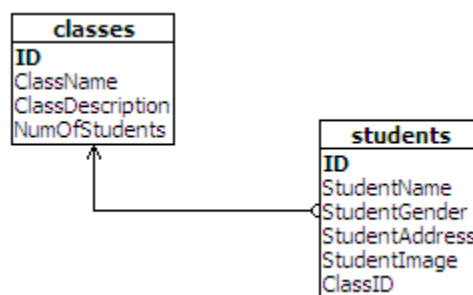 classes
ID
ClassName
ClassDescription
NumOfStudents
students
ID
StudentName
StudentGender
StudentAddress
StudentImage
ClassID